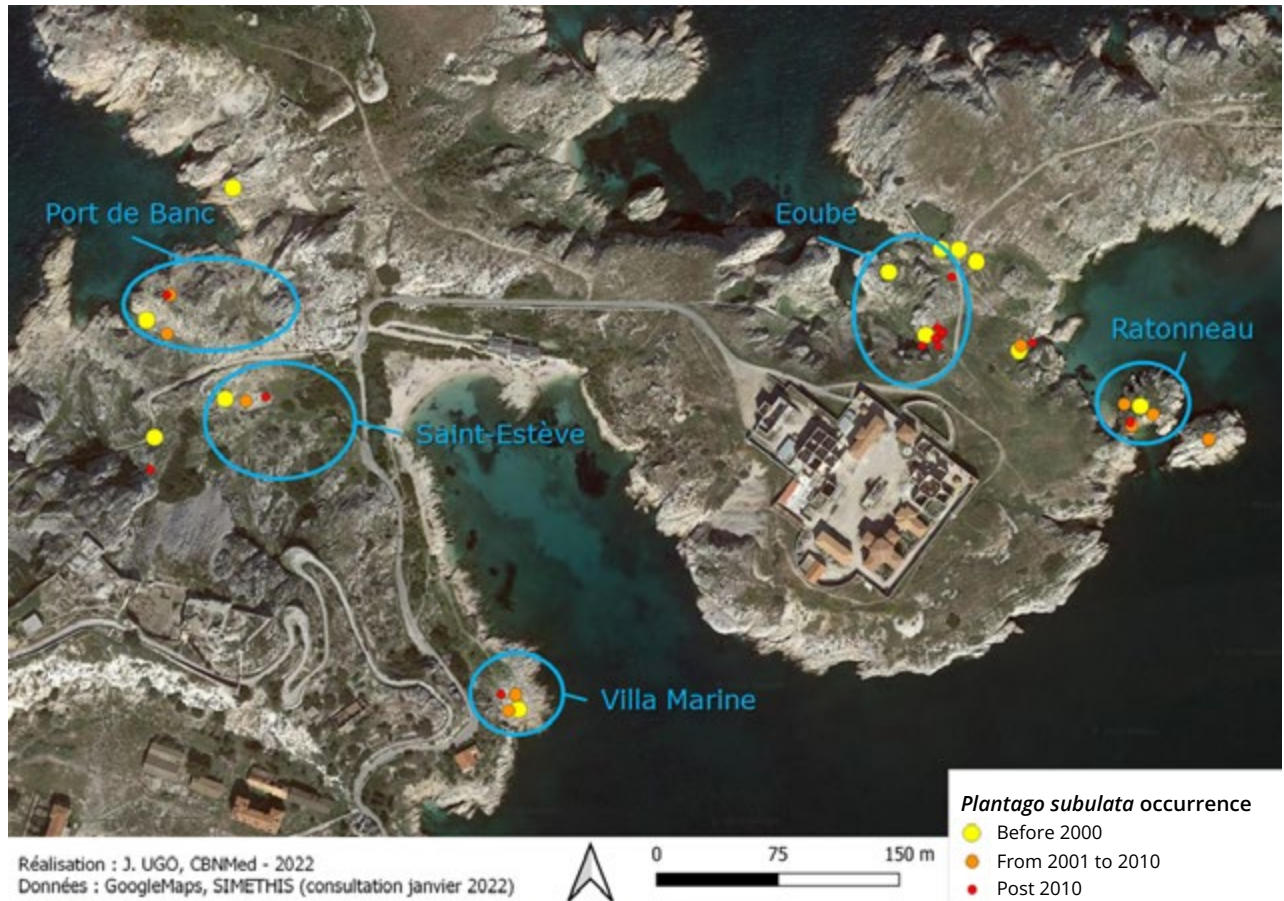 Port de Banc
Eoube
Ratonneau
Saint-Estève
Villa Marine
Plantago subulata occurrence
Before 2000
From 2001 to 2010
Post 2010
Réalisation : J. UGO, CBNMed - 2022
Données : GoogleMaps, SIMETHIS (consultation janvier 2022)
0 75 150 m